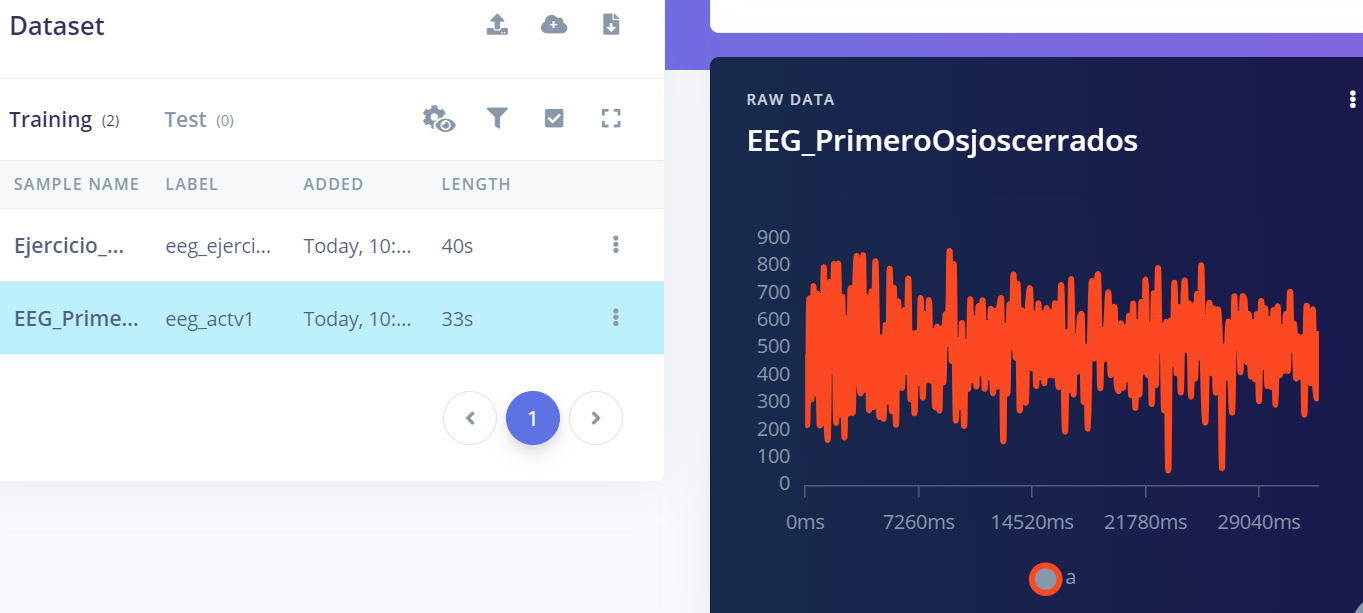 Dataset
Training (2) Test (0)
SAMPLE NAME LABEL ADDED LENGTH
Ejercicio_... eeg_ejerci... Today, 10:... 40s
EEG_Prime... eeg_actv1 Today, 10:... 33s
1
RAW DATA
EEG_PrimeroOsjoscerrados
900
800
700
600
500
400
300
200
100
0
0ms 7260ms 14520ms 21780ms 29040ms
a